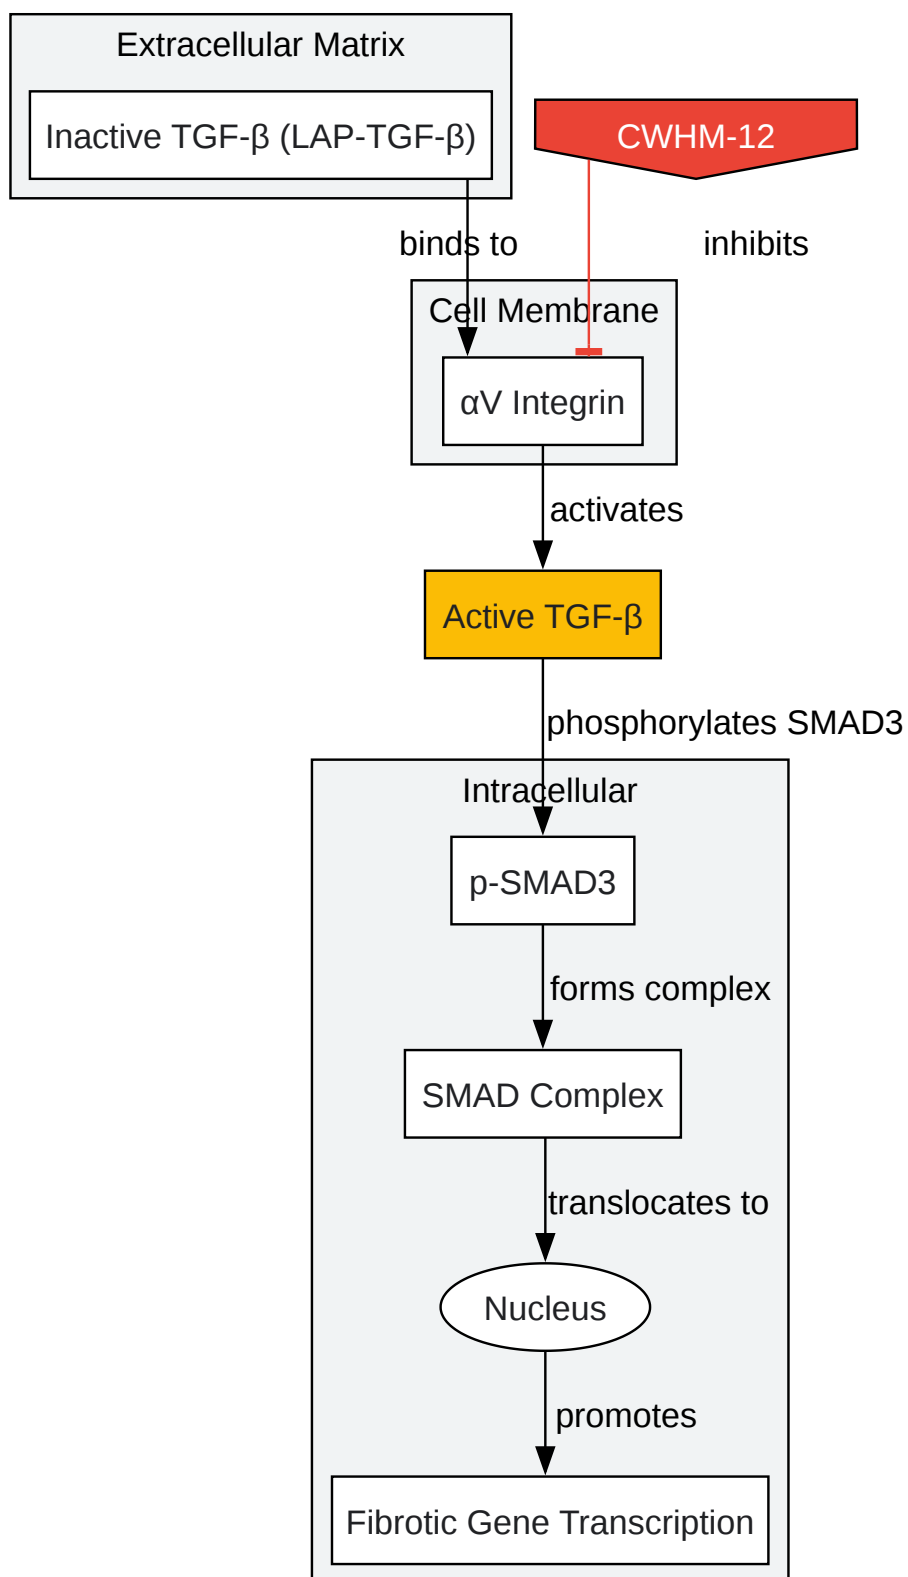 Extracellular Matrix
Inactive TGF-β (LAP-TGF-β)
CWHM-12
binds to
inhibits
Cell Membrane
αV Integrin
activates
Active TGF-β
phosphorylates SMAD3
Intracellular
p-SMAD3
forms complex
SMAD Complex
translocates to
Nucleus
promotes
Fibrotic Gene Transcription